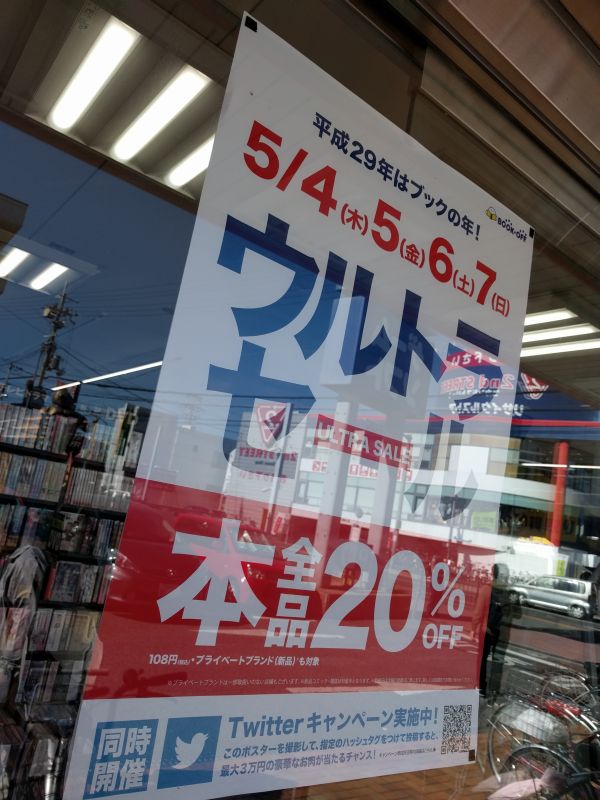 平成29年はブックの年!
BOOK·OFF
5/4(木)5(金)6(土)7(日)
ウルトラ
セール
ULTRA SALE
本全品20%OFF
108円(税込)・プライベートブランド(新品)も対象
同時開催
Twitterキャンペーン実施中!
このポスターを撮影して、指定のハッシュタグをつけて投稿すると、
最大3万円の豪華なお肉が当たるチャンス!
2nd STREET